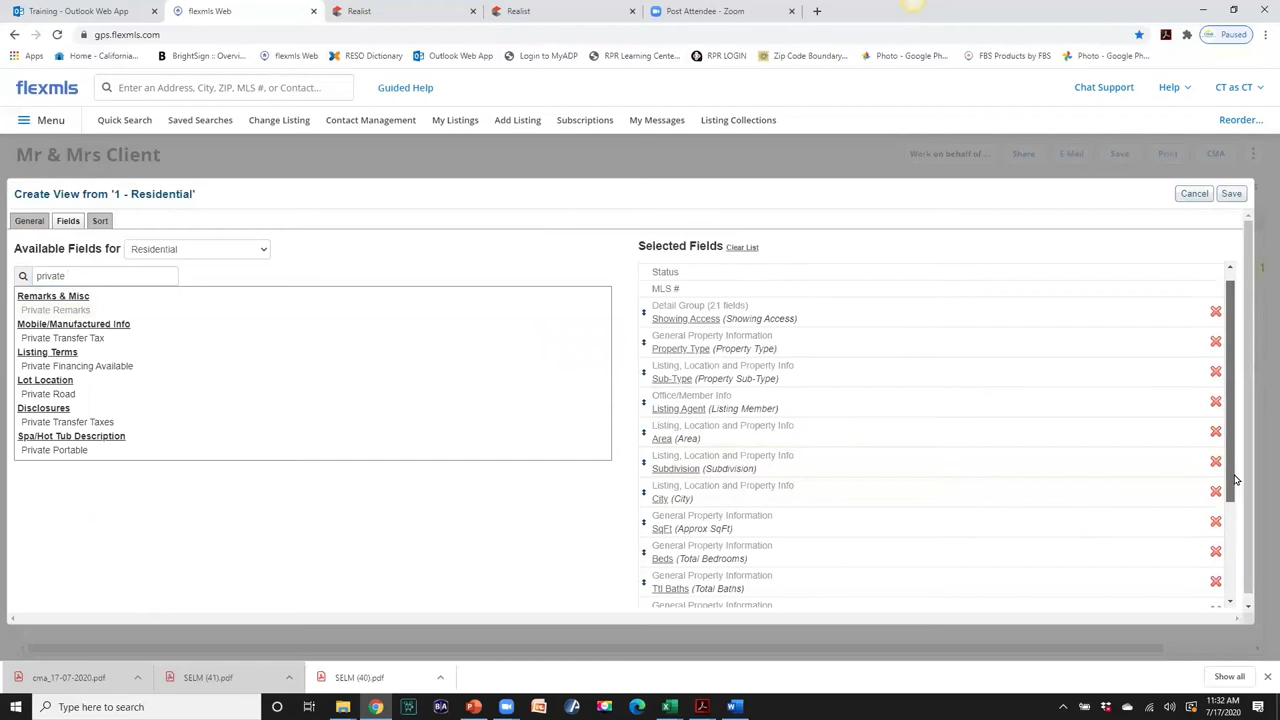 Training - Outlook Web App
flexmls Web
Realist
Realist
Post Attendee - Zoom
gps.flexmls.com
Paused
Apps
Home - California...
BrightSign :: Overvi...
flexmls Web
RESO Dictionary
Outlook Web App
Login to MyADP
RPR Learning Cente...
RPR LOGIN
Zip Code Boundary...
Photo - Google Ph...
FBS Products by FBS
Photo - Google Ph...
flexmls
Enter an Address, City, ZIP, MLS #, or Contact...
Guided Help
Chat Support
Help
CT as CT
Menu
Quick Search
Saved Searches
Change Listing
Contact Management
My Listings
Add Listing
Subscriptions
My Messages
Listing Collections
Reorder...
Mr & Mrs Client
Work on behalf of ...
Share
E-Mail
Save
Print
CMA
Create View from '1 - Residential'
Cancel
Save
General
Fields
Sort
Available Fields for
Residential
private
Remarks & Misc
Private Remarks
Mobile/Manufactured Info
Private Transfer Tax
Listing Terms
Private Financing Available
Lot Location
Private Road
Disclosures
Private Transfer Taxes
Spa/Hot Tub Description
Private Portable
Selected Fields Clear List
Status
MLS #
Detail Group (21 fields)
Showing Access (Showing Access)
General Property Information
Property Type (Property Type)
Listing, Location and Property Info
Sub-Type (Property Sub-Type)
Office/Member Info
Listing Agent (Listing Member)
Listing, Location and Property Info
Area (Area)
Listing, Location and Property Info
Subdivision (Subdivision)
Listing, Location and Property Info
City (City)
General Property Information
SqFt (Approx SqFt)
General Property Information
Beds (Total Bedrooms)
General Property Information
Ttl Baths (Total Baths)
General Property Information
1
cma_17-07-2020.pdf
SELM (41).pdf
SELM (40).pdf
Show all
Type here to search
11:32 AM
7/17/2020